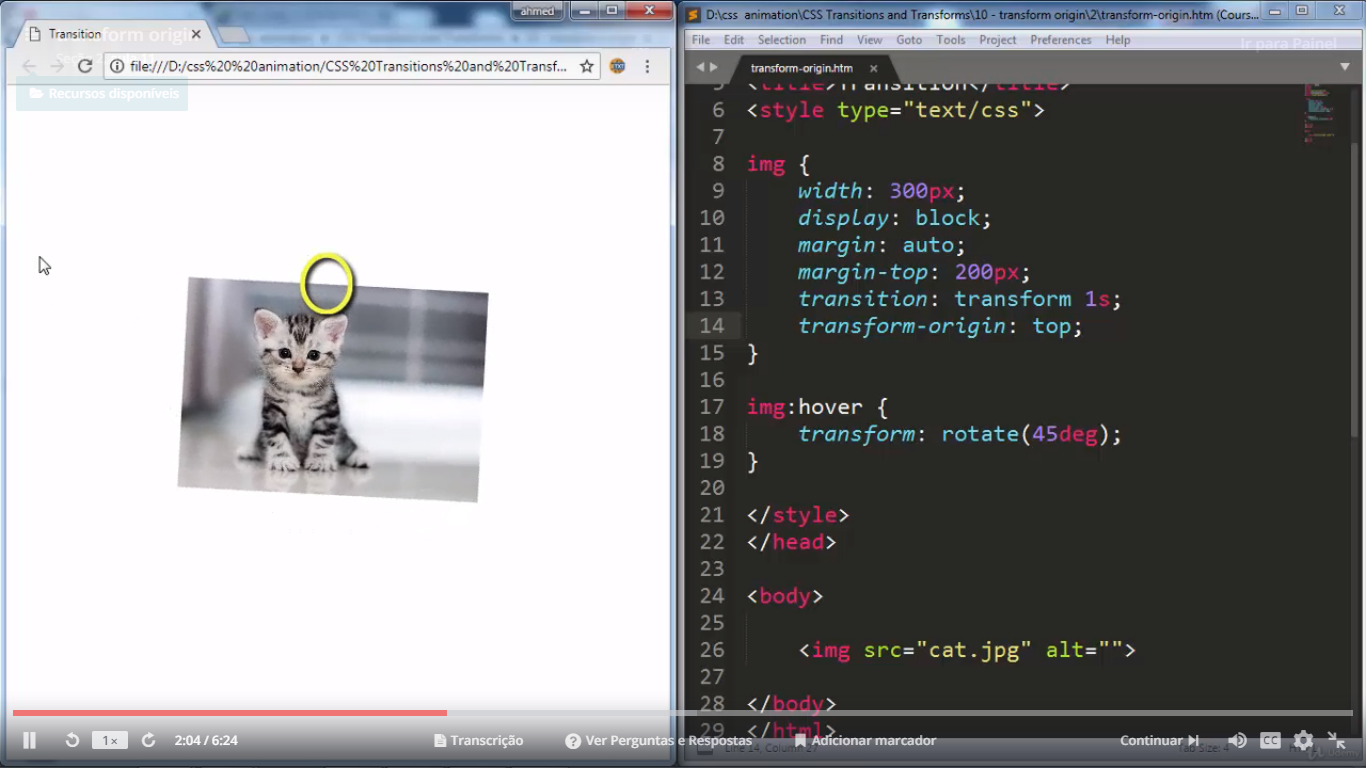 ahmed
Transition
file:///D:/css%20%20animation/CSS%20Transitions%20and%20Transf...
Recursos disponíveis
D:\css animation\CSS Transitions and Transforms\10 - transform origin\2\transform-origin.htm (Cours...
File Edit Selection Find View Goto Tools Project Preferences Help
Ir para Painel
transform-origin.htm
5 <title>Transition</title>
6 <style type="text/css">
7
8 img {
9 width: 300px;
10 display: block;
11 margin: auto;
12 margin-top: 200px;
13 transition: transform 1s;
14 transform-origin: top;
15 }
16
17 img:hover {
18 transform: rotate(45deg);
19 }
20
21 </style>
22 </head>
23
24 <body>
25
26 <img src="cat.jpg" alt="">
27
28 </body>
29 </html>
Line 14, Column 27
Tab Size: 4
1×
2:04 / 6:24
Transcrição
Ver Perguntas e Respostas
Adicionar marcador
Continuar
CC